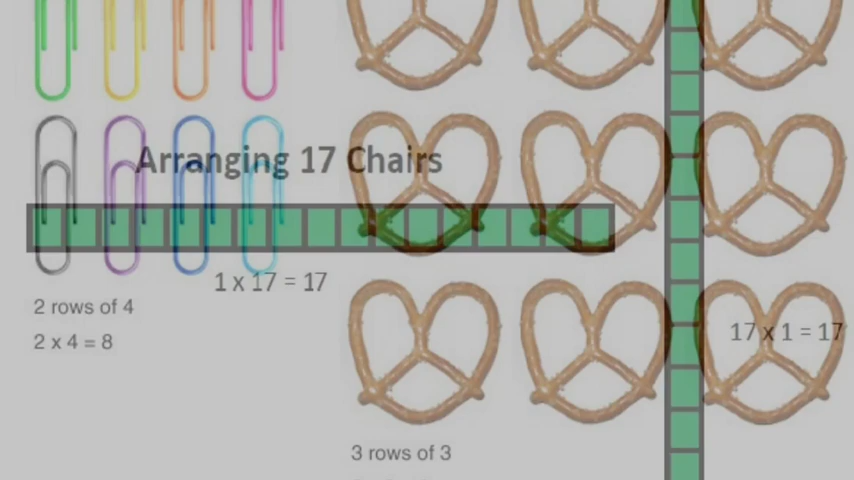 Arranging 17 Chairs
1 x 17 = 17
2 rows of 4
2 x 4 = 8
17 x 1 = 17
3 rows of 3